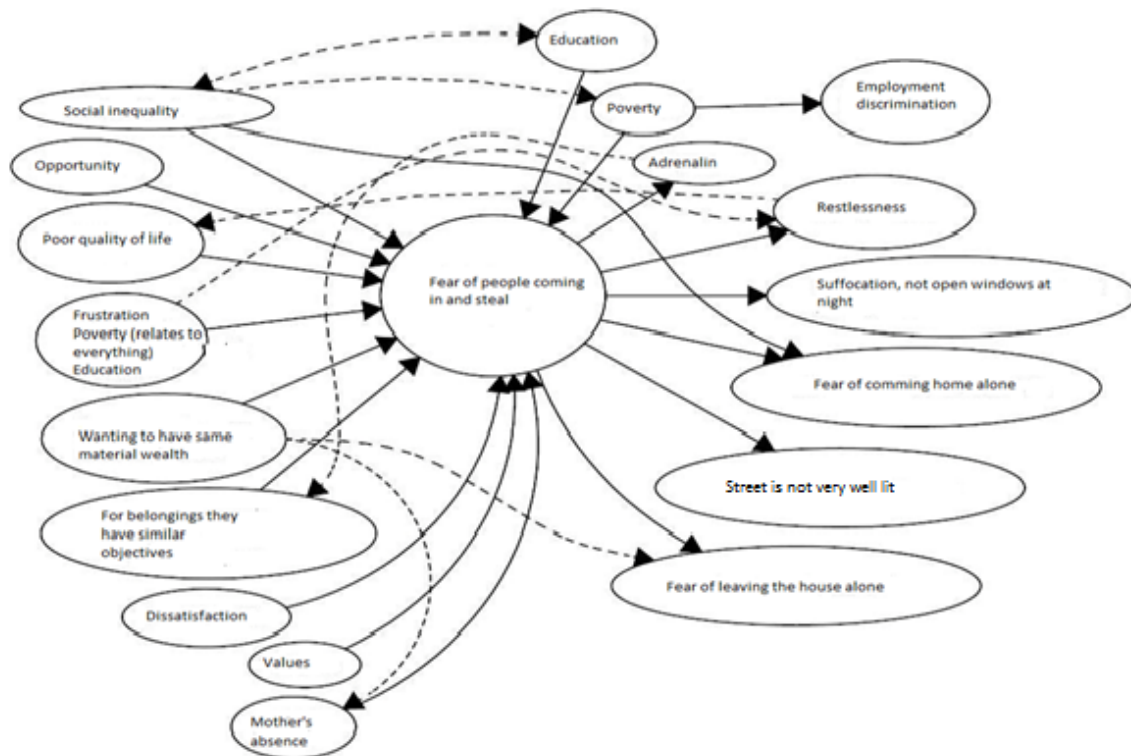 Education
Employment
discrimination
Social inequality
Poverty
Opportunity
Adrenalin
Restlessness
Poor quality of life
Fear of people coming
in and steal
Suffocation, not open windows at
night
Frustration
Poverty (relates to
everything)
Education
Fear of comming home alone
Wanting to have same
material wealth
Street is not very well lit
For belongings they
have similar
objectives
Fear of leaving the house alone
Dissatisfaction
Values
Mother's
absence